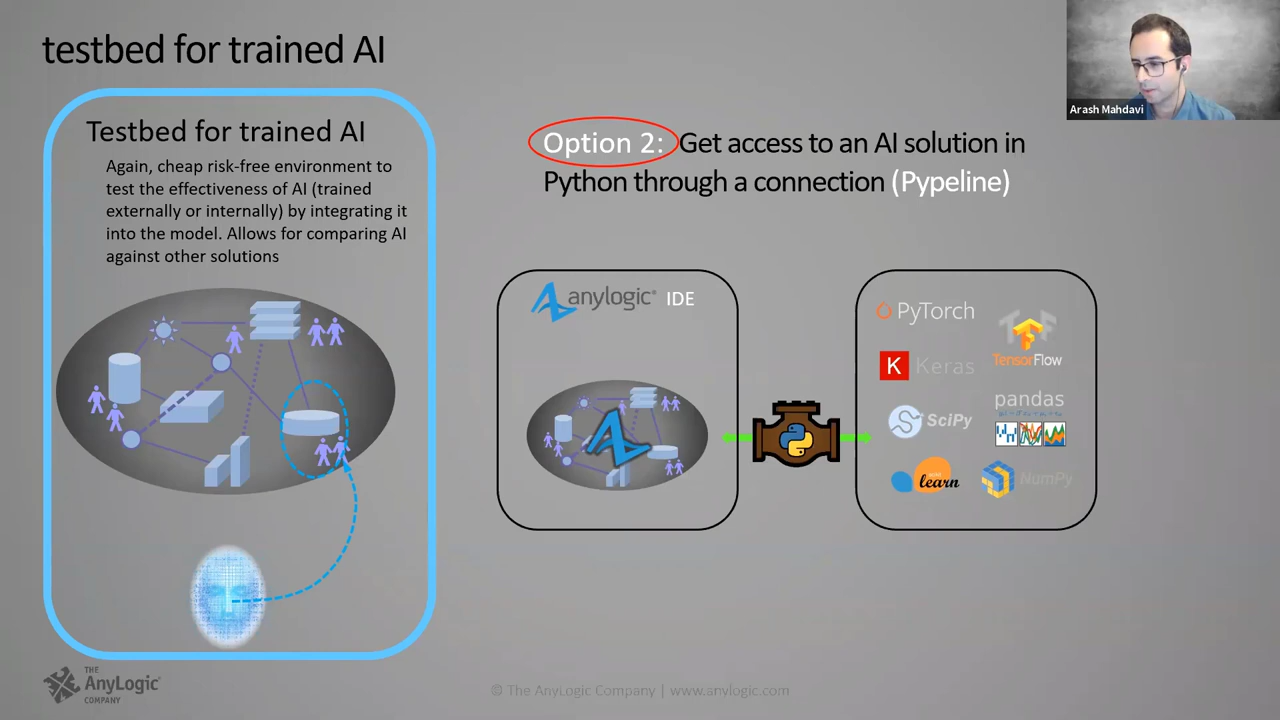 testbed for trained AI
Arash Mahdavi
Testbed for trained AI
Again, cheap risk-free environment to
test the effectiveness of AI (trained
externally or internally) by integrating it
into the model. Allows for comparing AI
against other solutions
Option 2: Get access to an AI solution in
Python through a connection (Pypeline)
anylogic® IDE
PyTorch
TensorFlow
K Keras
SciPy
pandas
learn
NumPy
THE
AnyLogic
COMPANY
© The AnyLogic Company | www.anylogic.com